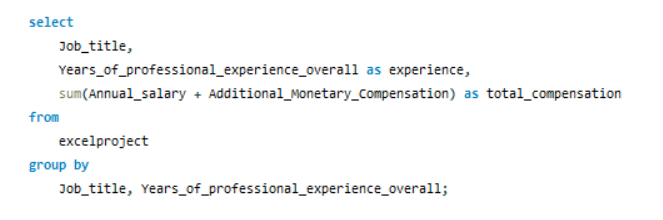 select
Job_title,
Years_of_professional_experience_overall as experience,
sum(Annual_salary + Additional_Monetary_Compensation) as total_compensation
from
excelproject
group by
Job_title, Years_of_professional_experience_overall;